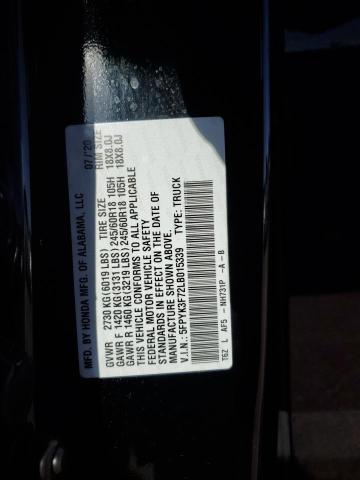 MFD. BY HONDA MFG. OF ALABAMA, LLC 07/'20
GVWR 2730 KG(6019 LBS) TIRE SIZE RIM SIZE
GAWR F 1420 KG(3131 LBS) 245/60R18 105H 18X8.0J
GAWR R 1460 KG(3219 LBS) 245/60R18 105H 18X8.0J
THIS VEHICLE CONFORMS TO ALL APPLICABLE
FEDERAL MOTOR VEHICLE SAFETY
STANDARDS IN EFFECT ON THE DATE OF
MANUFACTURE SHOWN ABOVE.
V.I.N.: 5FPYK3F72LB015339 TYPE: TRUCK
T6Z L AF5 - NH731P -A -B